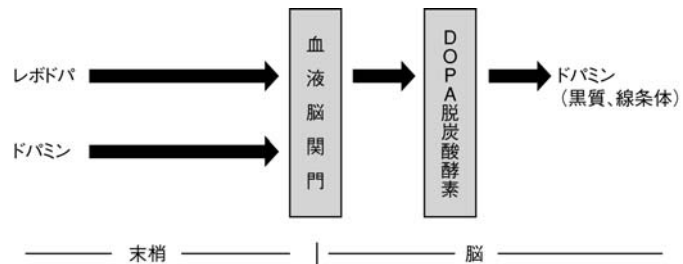 レボドパ
ドパミン
血液脳関門
DOPA脱炭酸酵素
ドパミン
(黒質、線条体)
末梢
脳